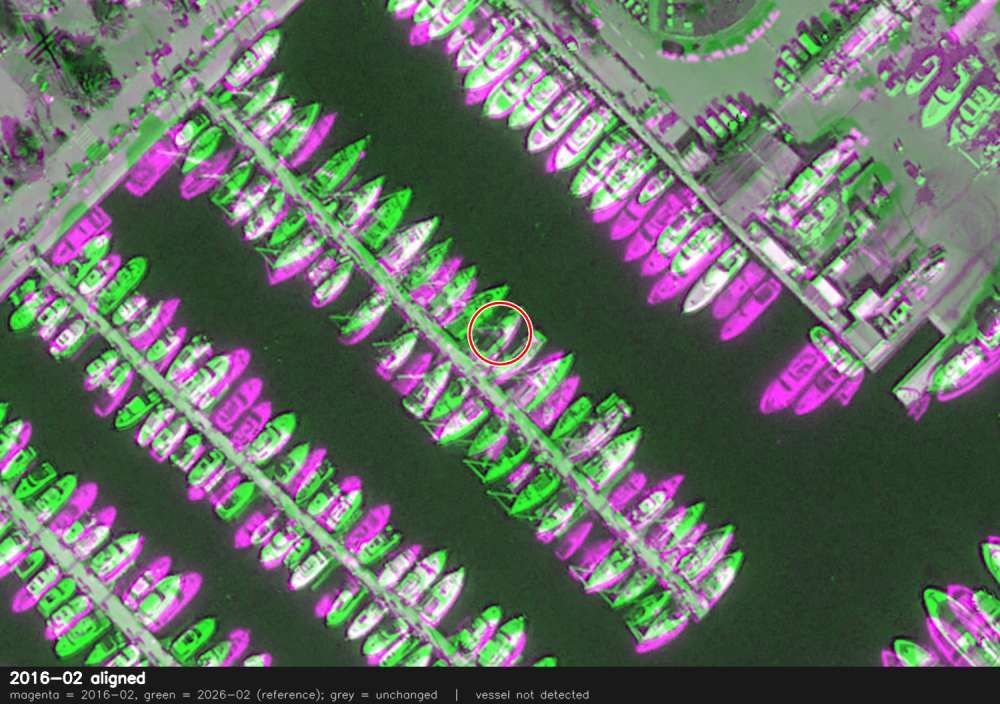 2016-02 aligned
magenta = 2016-02, green = 2026-02 (reference); grey = unchanged | vessel not detected